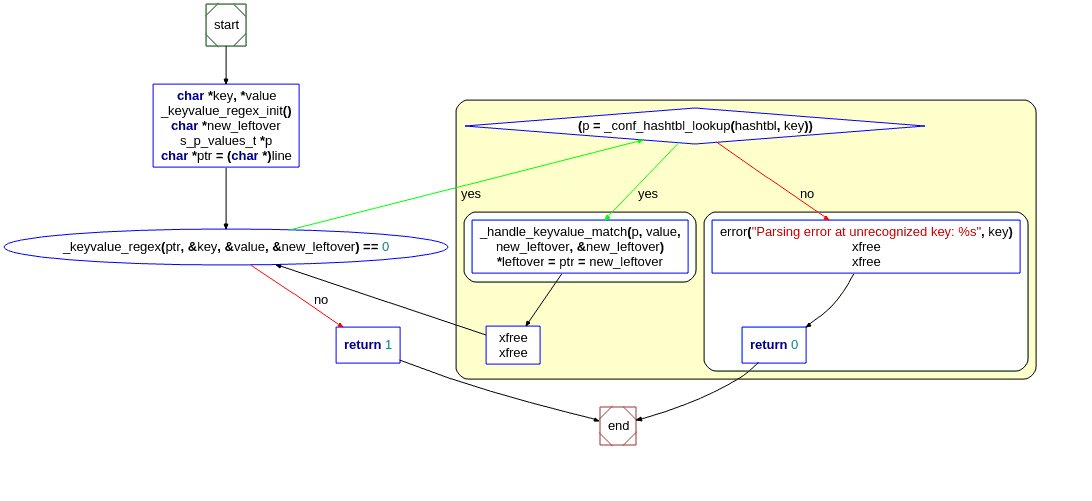 start
char *key, *value
_keyvalue_regex_init()
char *new_leftover
s_p_values_t *p
char *ptr = (char *)line
(p = _conf_hashtbl_lookup(hashtbl, key))
yes
yes
no
_keyvalue_regex(ptr, &key, &value, &new_leftover) == 0
_handle_keyvalue_match(p, value,
new_leftover, &new_leftover)
*leftover = ptr = new_leftover
error("Parsing error at unrecognized key: %s", key)
xfree
xfree
no
return 1
xfree
xfree
return 0
end